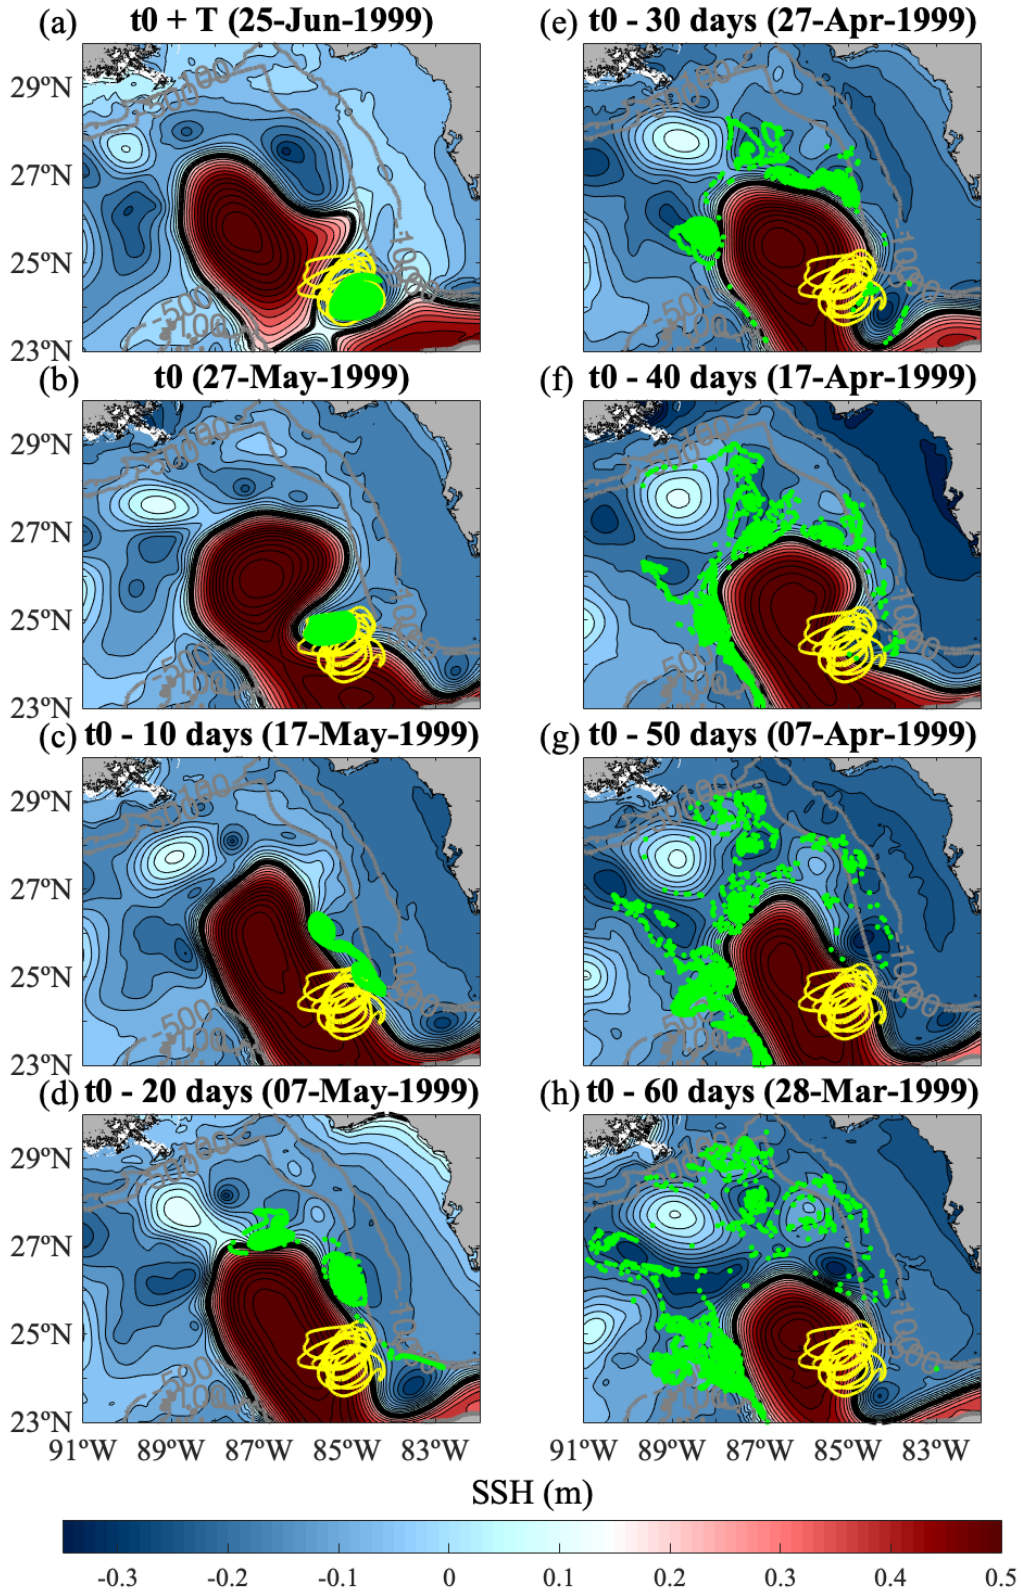 (a) t0 + T (25-Jun-1999)
(e) t0 - 30 days (27-Apr-1999)
29ºN
27ºN
25ºN
23ºN
(b) t0 (27-May-1999)
(f) t0 - 40 days (17-Apr-1999)
29ºN
27ºN
25ºN
23ºN
(c) t0 - 10 days (17-May-1999)
(g) t0 - 50 days (07-Apr-1999)
29ºN
27ºN
25ºN
23ºN
(d) t0 - 20 days (07-May-1999)
(h) t0 - 60 days (28-Mar-1999)
29ºN
27ºN
25ºN
23ºN
91ºW 89ºW 87ºW 85ºW 83ºW
91ºW 89ºW 87ºW 85ºW 83ºW
SSH (m)
-0.3 -0.2 -0.1 0 0.1 0.2 0.3 0.4 0.5